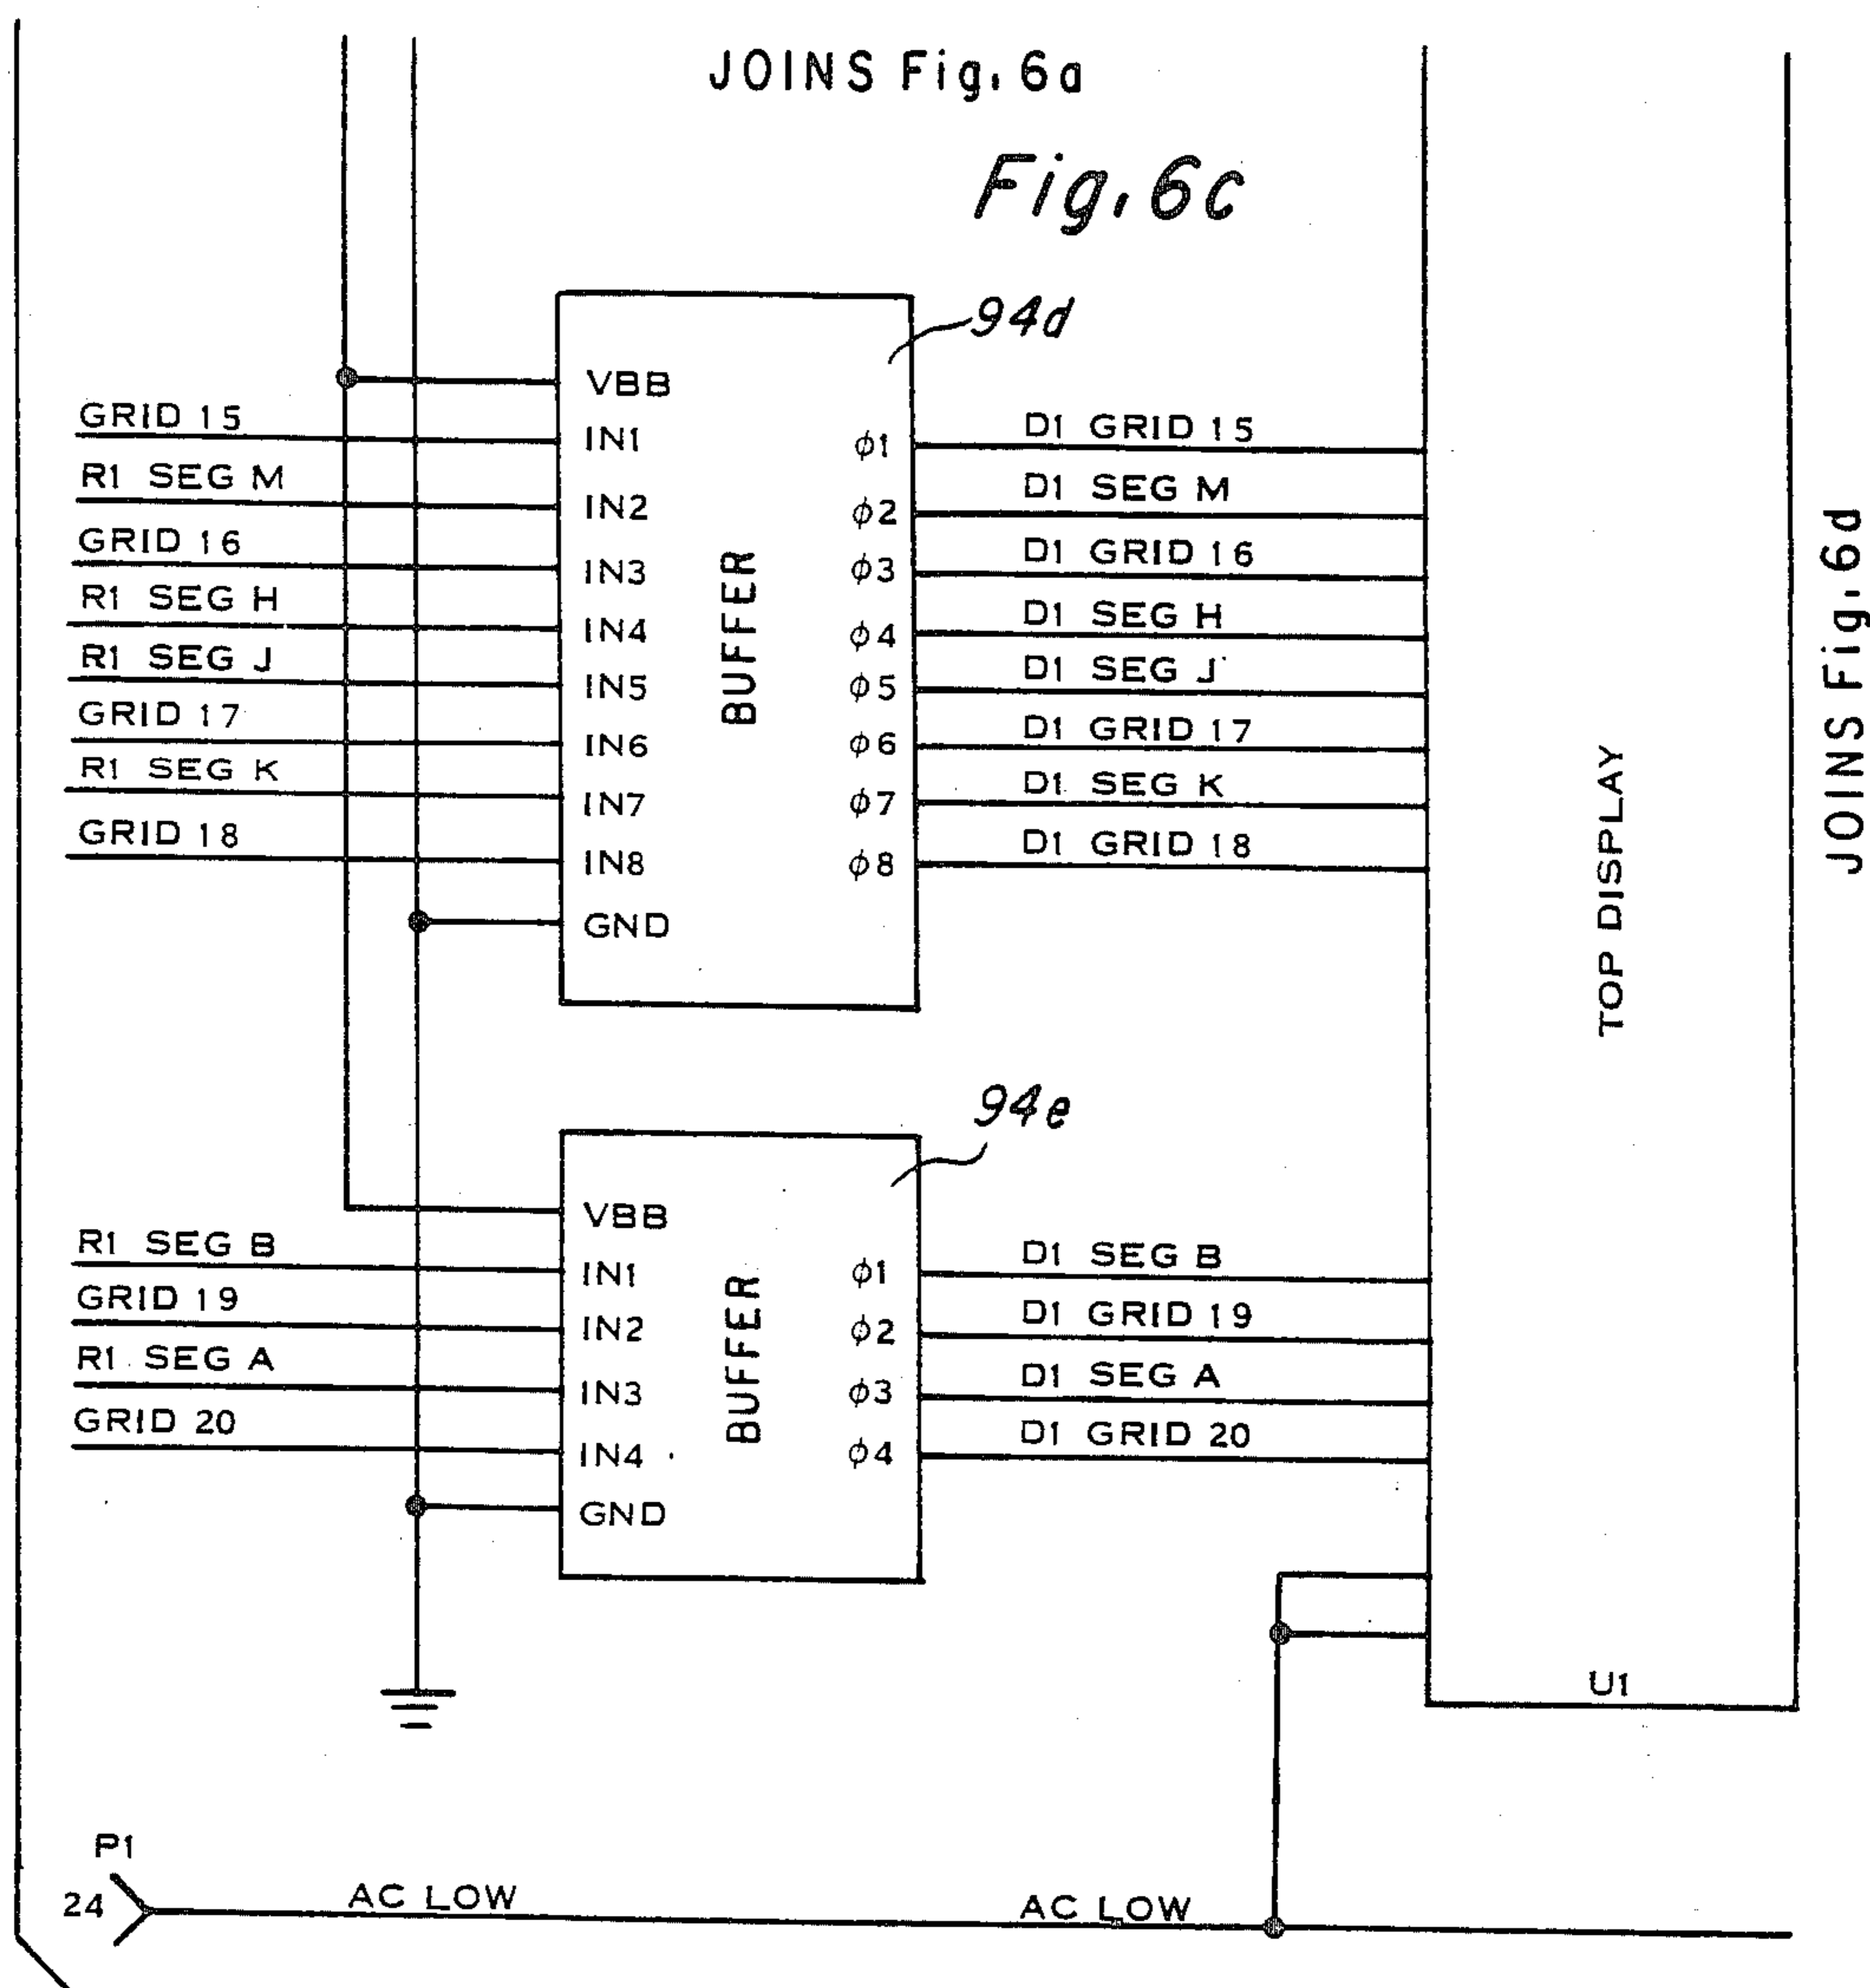 JOINS Fig. 6a
Fig. 6c
94d
VBB
GRID 15
IN1
φ1
D1 GRID 15
R1 SEG M
IN2
φ2
D1 SEG M
GRID 16
IN3
φ3
D1 GRID 16
R1 SEG H
IN4
φ4
D1 SEG H
R1 SEG J
IN5
φ5
D1 SEG J
GRID 17
IN6
φ6
D1 GRID 17
R1 SEG K
IN7
φ7
D1 SEG K
GRID 18
IN8
φ8
D1 GRID 18
GND
BUFFER
TOP DISPLAY
JOINS Fig. 6d
94e
VBB
R1 SEG B
IN1
φ1
D1 SEG B
GRID 19
IN2
φ2
D1 GRID 19
R1 SEG A
IN3
φ3
D1 SEG A
GRID 20
IN4
φ4
D1 GRID 20
GND
BUFFER
U1
P1
24
AC LOW
AC LOW